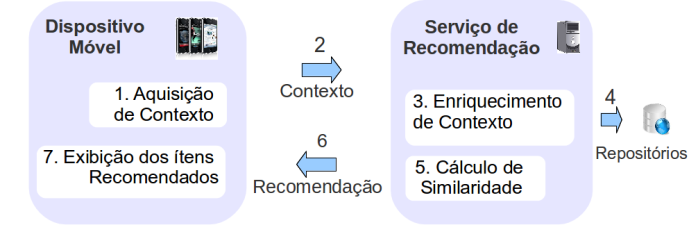 Dispositivo
Móvel
1. Aquisição
de Contexto
7. Exibição dos ítens
Recomendados
2
Contexto
6
Recomendação
Serviço de
Recomendação
3. Enriquecimento
de Contexto
5. Cálculo de
Similaridade
4
Repositórios